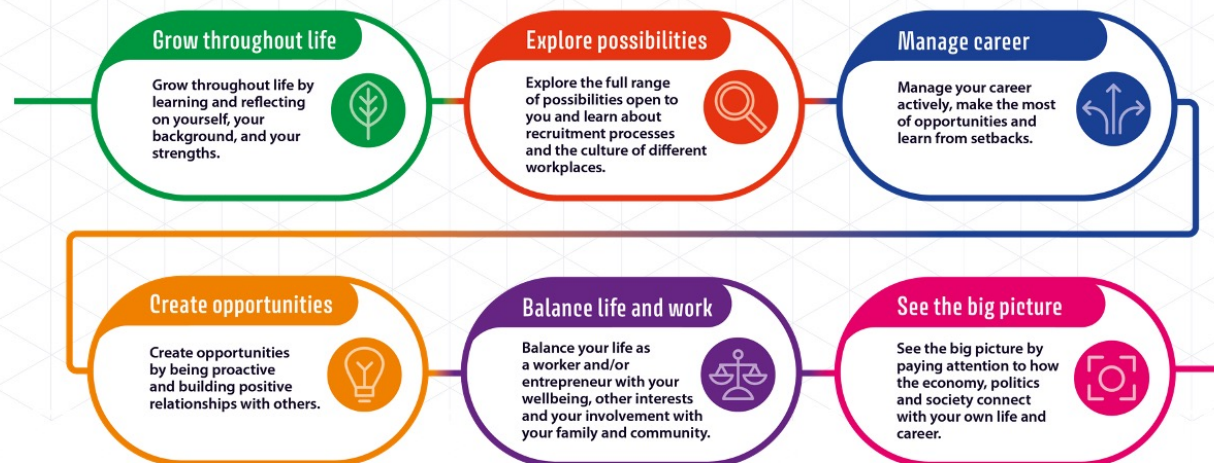 Grow throughout life
Grow throughout life by
learning and reflecting
on yourself, your
background, and your
strengths.
Explore possibilities
Explore the full range
of possibilities open to
you and learn about
recruitment processes
and the culture of different
workplaces.
Manage career
Manage your career
actively, make the most
of opportunities and
learn from setbacks.
Create opportunities
Create opportunities
by being proactive
and building positive
relationships with others.
Balance life and work
Balance your life as
a worker and/or
entrepreneur with your
wellbeing, other interests
and your involvement with
your family and community.
See the big picture
See the big picture by
paying attention to how
the economy, politics
and society connect
with your own life and
career.